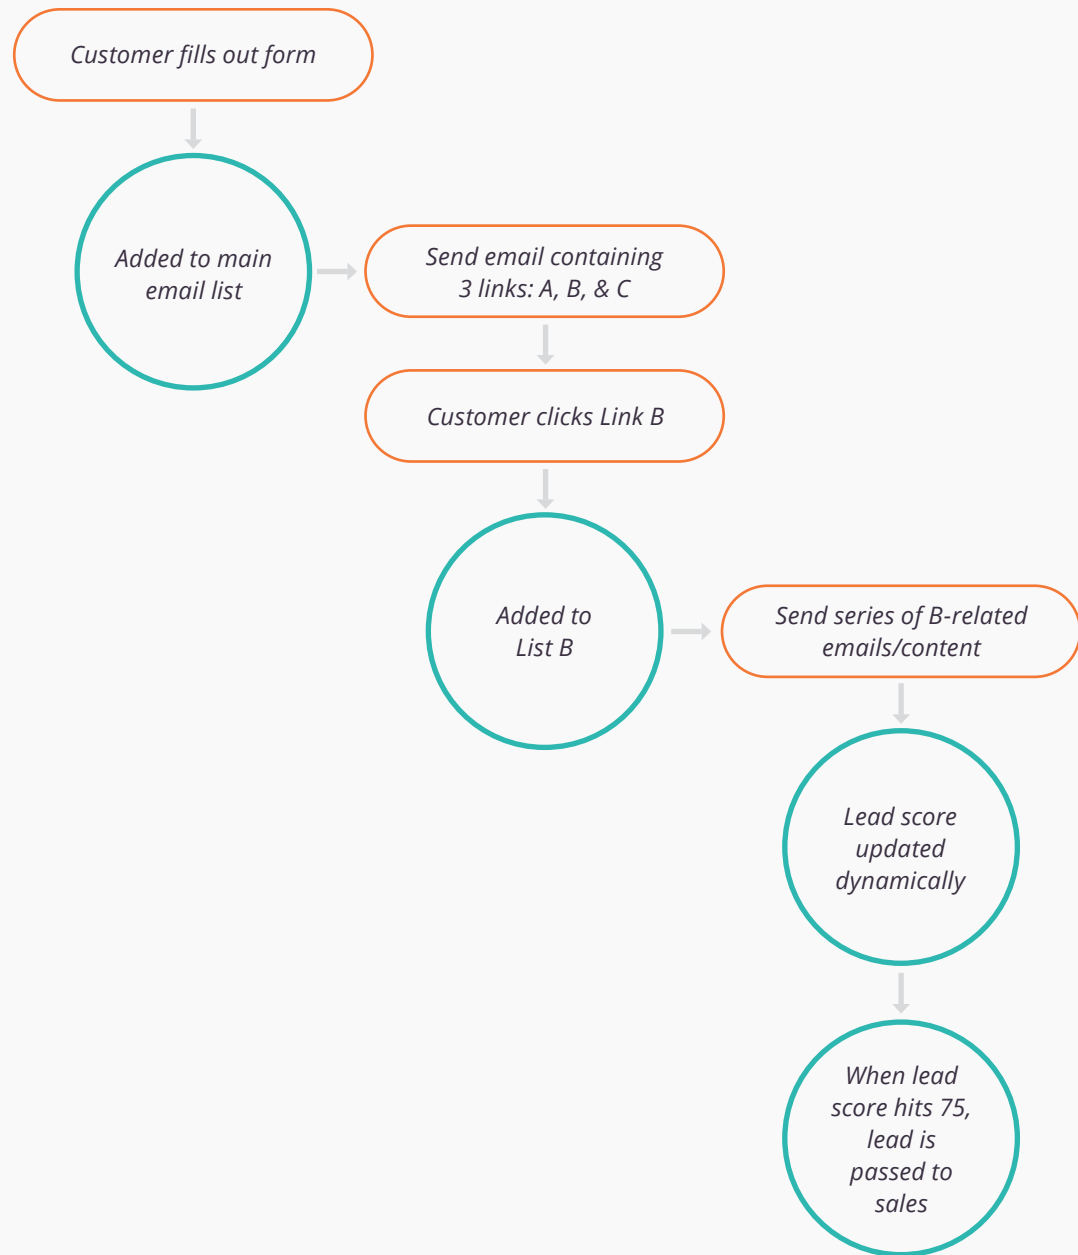 Customer fills out form
Added to main
email list
Send email containing
3 links: A, B, & C
Customer clicks Link B
Added to
List B
Send series of B-related
emails/content
Lead score
updated
dynamically
When lead
score hits 75,
lead is
passed to
sales